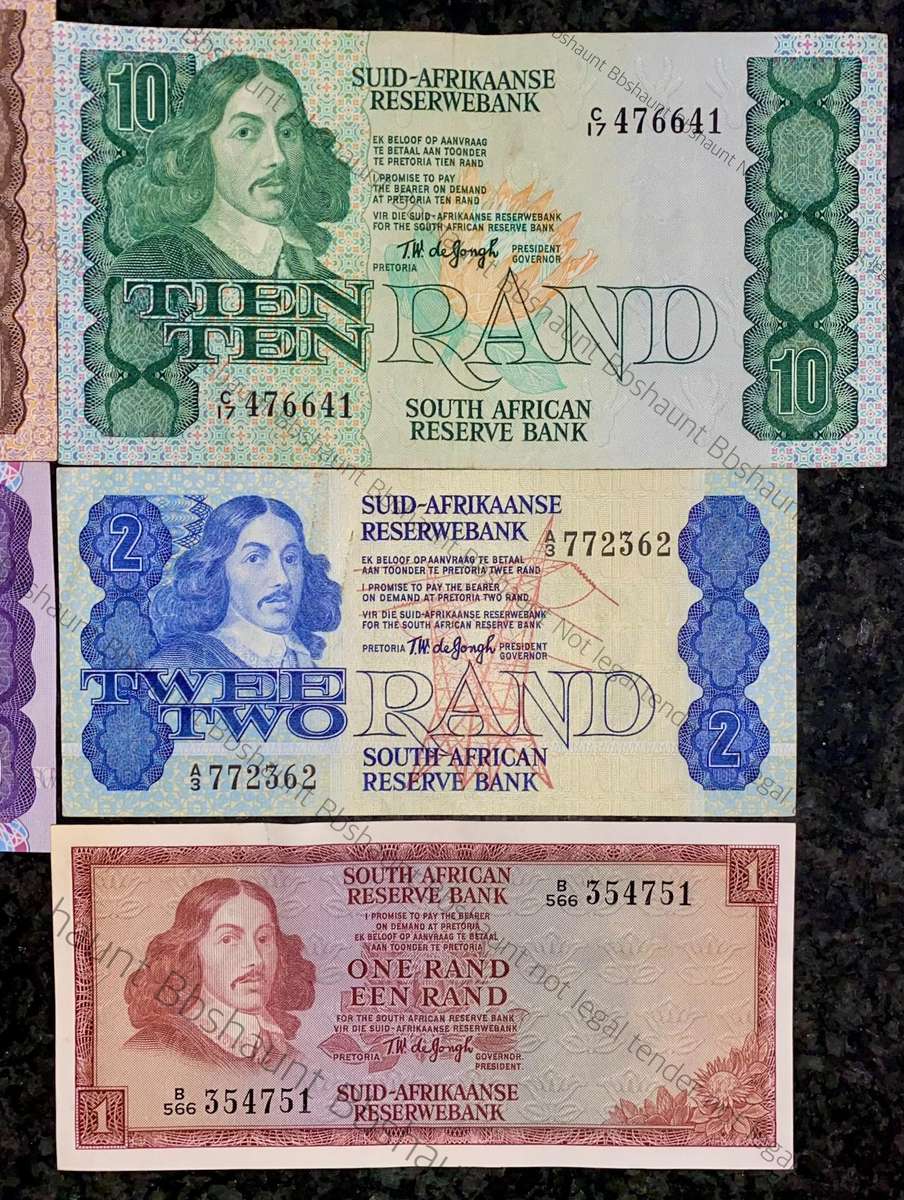 10
SUID-AFRIKAANSE
RESERWEBANK
C/17 476641
EK BELOOF OP AANVRAAG
TE BETAAL AAN TOONDER
TE PRETORIA TIEN RAND
I PROMISE TO PAY
THE BEARER ON DEMAND
AT PRETORIA TEN RAND
VIR DIE SUID-AFRIKAANSE RESERWEBANK
FOR THE SOUTH AFRICAN RESERVE BANK
T.W. de Jongh PRESIDENT
GOVERNOR
PRETORIA
TIEN
TEN RAND
10
C/17 476641
SOUTH AFRICAN
RESERVE BANK
2
SUID-AFRIKAANSE
RESERWEBANK
A/3 772362
EK BELOOF OP AANVRAAG TE BETAAL
AAN TOONDER TE PRETORIA TWEE RAND
I PROMISE TO PAY THE BEARER
ON DEMAND AT PRETORIA TWO RAND
VIR DIE SUID-AFRIKAANSE RESERWEBANK
FOR THE SOUTH AFRICAN RESERVE BANK
PRETORIA T.W. de Jongh PRESIDENT
GOVERNOR
TWEE
TWO RAND
2
A/3 772362
SOUTH AFRICAN
RESERVE BANK
1
SOUTH AFRICAN
RESERVE BANK
B/566 354751
I PROMISE TO PAY THE BEARER
ON DEMAND AT PRETORIA
EK BELOOF OP AANVRAAG TE BETAAL
AAN TOONDER TE PRETORIA
ONE RAND
EEN RAND
FOR THE SOUTH AFRICAN RESERVE BANK
VIR DIE SUID-AFRIKAANSE RESERWEBANK
PRETORIA T.W. de Jongh GOVERNOR.
PRESIDENT.
B/566 354751
1
SUID-AFRIKAANSE
RESERWEBANK
Bbshaunt Bbshaunt Not legal tender
Bbshaunt Bbshaunt not legal tender